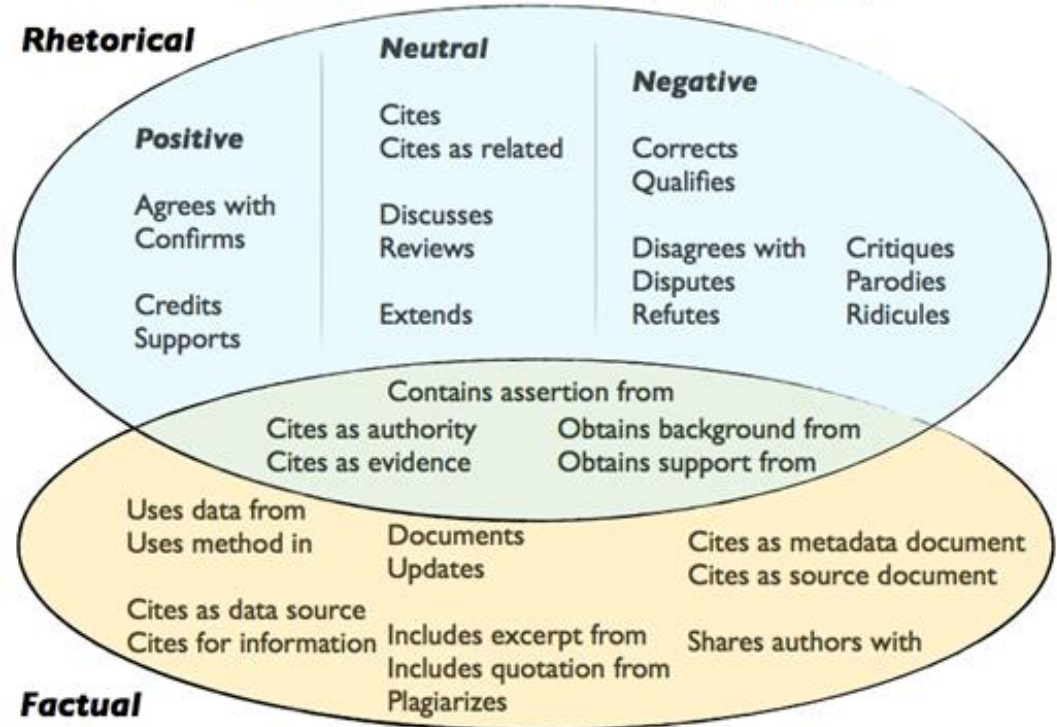 Rhetorical
Positive
Agrees with
Confirms
Credits
Supports
Neutral
Cites
Cites as related
Discusses
Reviews
Extends
Negative
Corrects
Qualifies
Disagrees with
Disputes
Refutes
Critiques
Parodies
Ridicules
Contains assertion from
Cites as authority
Cites as evidence
Obtains background from
Obtains support from
Uses data from
Uses method in
Cites as data source
Cites for information
Documents
Updates
Includes excerpt from
Includes quotation from
Plagiarizes
Cites as metadata document
Cites as source document
Shares authors with
Factual